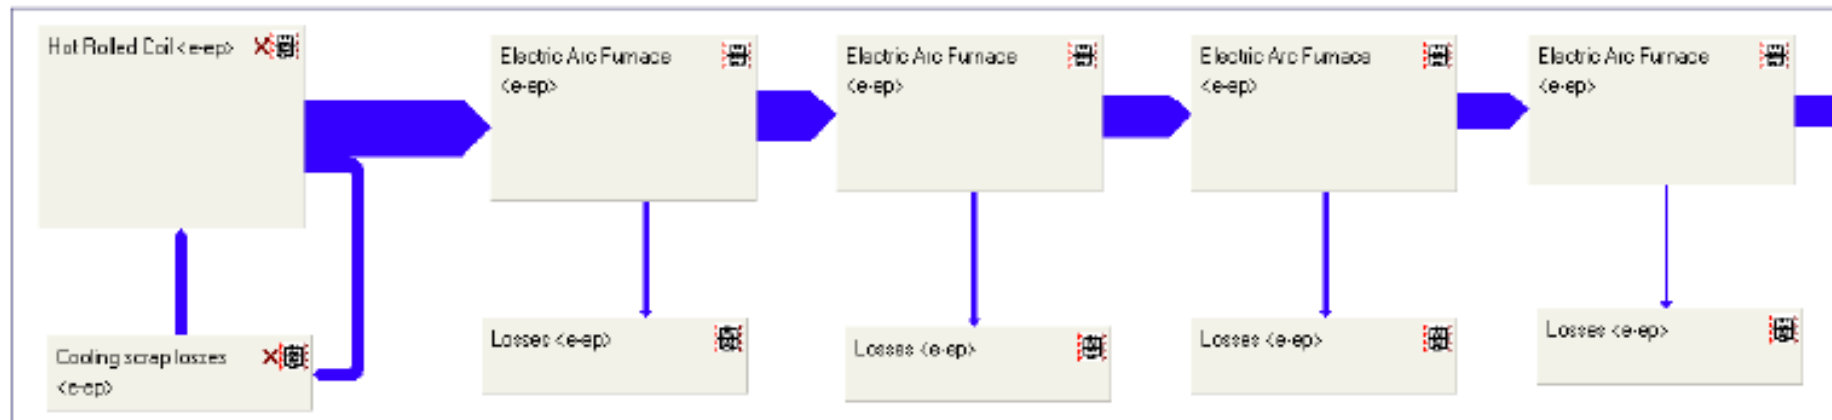 Hot Rolled Coil <e-ep>
Electric Arc Furnace
<e-ep>
Electric Arc Furnace
<e-ep>
Electric Arc Furnace
<e-ep>
Electric Arc Furnace
<e-ep>
Cooling scrap losses
<e-ep>
Losses <e-ep>
Losses <e-ep>
Losses <e-ep>
Losses <e-ep>